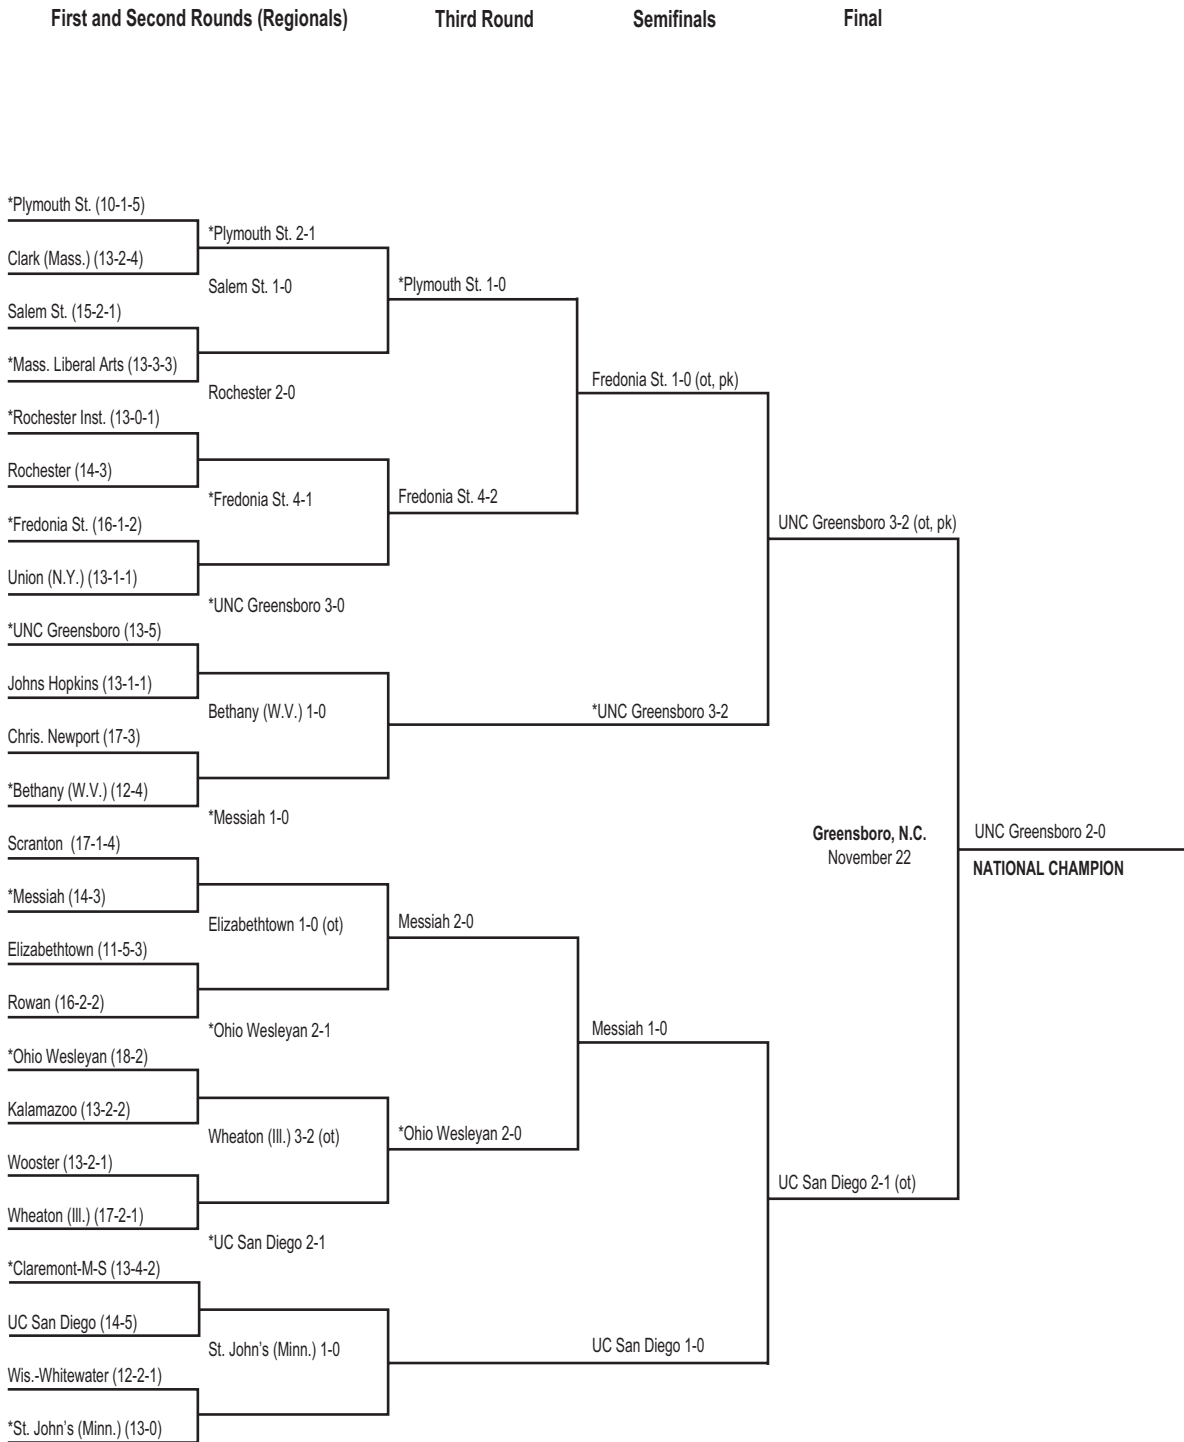 First and Second Rounds (Regionals) Third Round Semifinals Final
*Plymouth St. (10-1-5)
Clark (Mass.) (13-2-4)
Salem St. (15-2-1)
*Mass. Liberal Arts (13-3-3)
*Rochester Inst. (13-0-1)
Rochester (14-3)
*Fredonia St. (16-1-2)
Union (N.Y.) (13-1-1)
*UNC Greensboro (13-5)
Johns Hopkins (13-1-1)
Chris. Newport (17-3)
*Bethany (W.V.) (12-4)
Scranton (17-1-4)
*Messiah (14-3)
Elizabethtown (11-5-3)
Rowan (16-2-2)
*Ohio Wesleyan (18-2)
Kalamazoo (13-2-2)
Wooster (13-2-1)
Wheaton (Ill.) (17-2-1)
*Claremont-M-S (13-4-2)
UC San Diego (14-5)
Wis.-Whitewater (12-2-1)
*St. John's (Minn.) (13-0)
*Plymouth St. 2-1
Salem St. 1-0
Rochester 2-0
*Fredonia St. 4-1
*UNC Greensboro 3-0
Bethany (W.V.) 1-0
*Messiah 1-0
Elizabethtown 1-0 (ot)
*Ohio Wesleyan 2-1
Wheaton (Ill.) 3-2 (ot)
*UC San Diego 2-1
St. John's (Minn.) 1-0
*Plymouth St. 1-0
Fredonia St. 4-2
Messiah 2-0
*Ohio Wesleyan 2-0
Fredonia St. 1-0 (ot, pk)
*UNC Greensboro 3-2
Messiah 1-0
UC San Diego 1-0
UNC Greensboro 3-2 (ot, pk)
UC San Diego 2-1 (ot)
Greensboro, N.C.
November 22
UNC Greensboro 2-0
NATIONAL CHAMPION